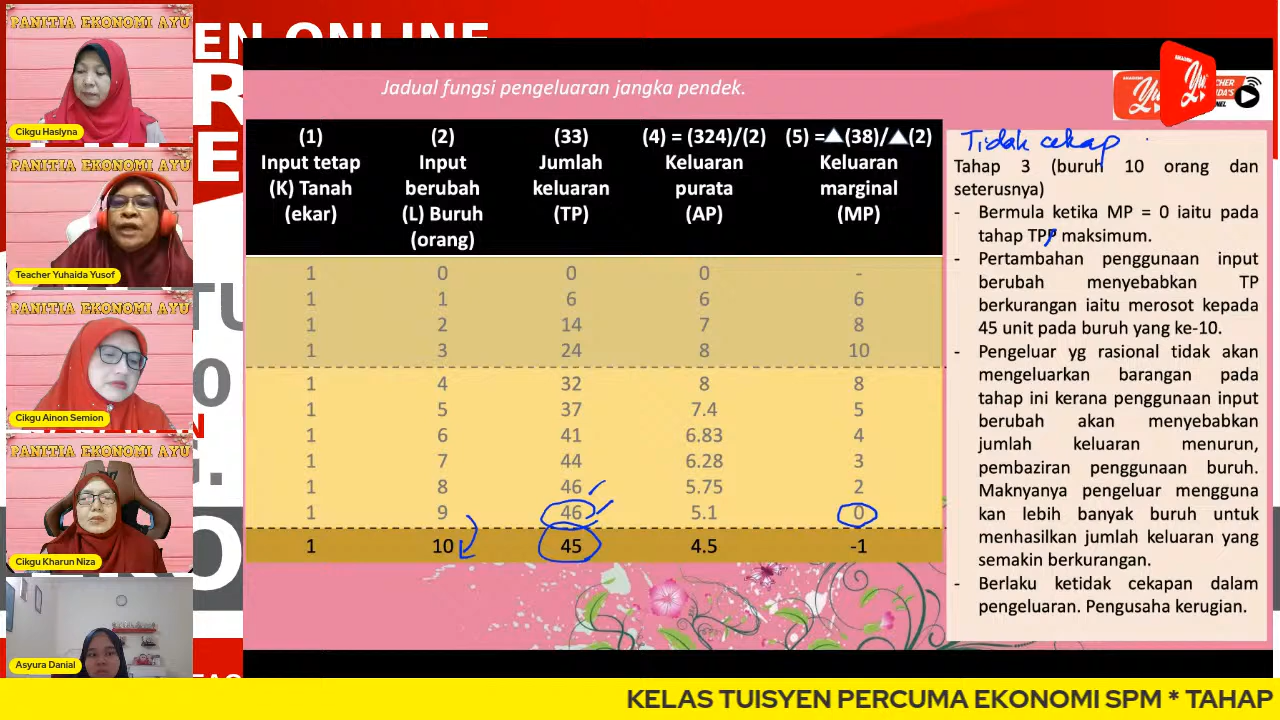 PANITIA EKONOMI AYU
Cikgu Haslyna
PANITIA EKONOMI AYU
Teacher Yuhaida Yusof
PANITIA EKONOMI AYU
Cikgu Ainon Semion
PANITIA EKONOMI AYU
Cikgu Kharun Niza
Asyura Danial
EN ONLINE
Jadual fungsi pengeluaran jangka pendek.
(1) (2) (33) (4) = (324)/(2) (5) =▲(38)/▲(2)
Input tetap Input Jumlah Keluaran Keluaran
(K) Tanah berubah keluaran purata marginal
(ekar) (L) Buruh (TP) (AP) (MP)
(orang)
1 0 0 0 -
1 1 6 6 6
1 2 14 7 8
1 3 24 8 10
1 4 32 8 8
1 5 37 7.4 5
1 6 41 6.83 4
1 7 44 6.28 3
1 8 46 5.75 2
1 9 46 5.1 0
1 10 45 4.5 -1
Tidak cekap
Tahap 3 (buruh 10 orang dan
seterusnya)
- Bermula ketika MP = 0 iaitu pada
tahap TPP maksimum.
- Pertambahan penggunaan input
berubah menyebabkan TP
berkurangan iaitu merosot kepada
45 unit pada buruh yang ke-10.
- Pengeluar yg rasional tidak akan
mengeluarkan barangan pada
tahap ini kerana penggunaan input
berubah akan menyebabkan
jumlah keluaran menurun,
pembaziran penggunaan buruh.
Maknyanya pengeluar mengguna
kan lebih banyak buruh untuk
menhasilkan jumlah keluaran yang
semakin berkurangan.
- Berlaku ketidak cekapan dalam
pengeluaran. Pengusaha kerugian.
KELAS TUISYEN PERCUMA EKONOMI SPM * TAHAP